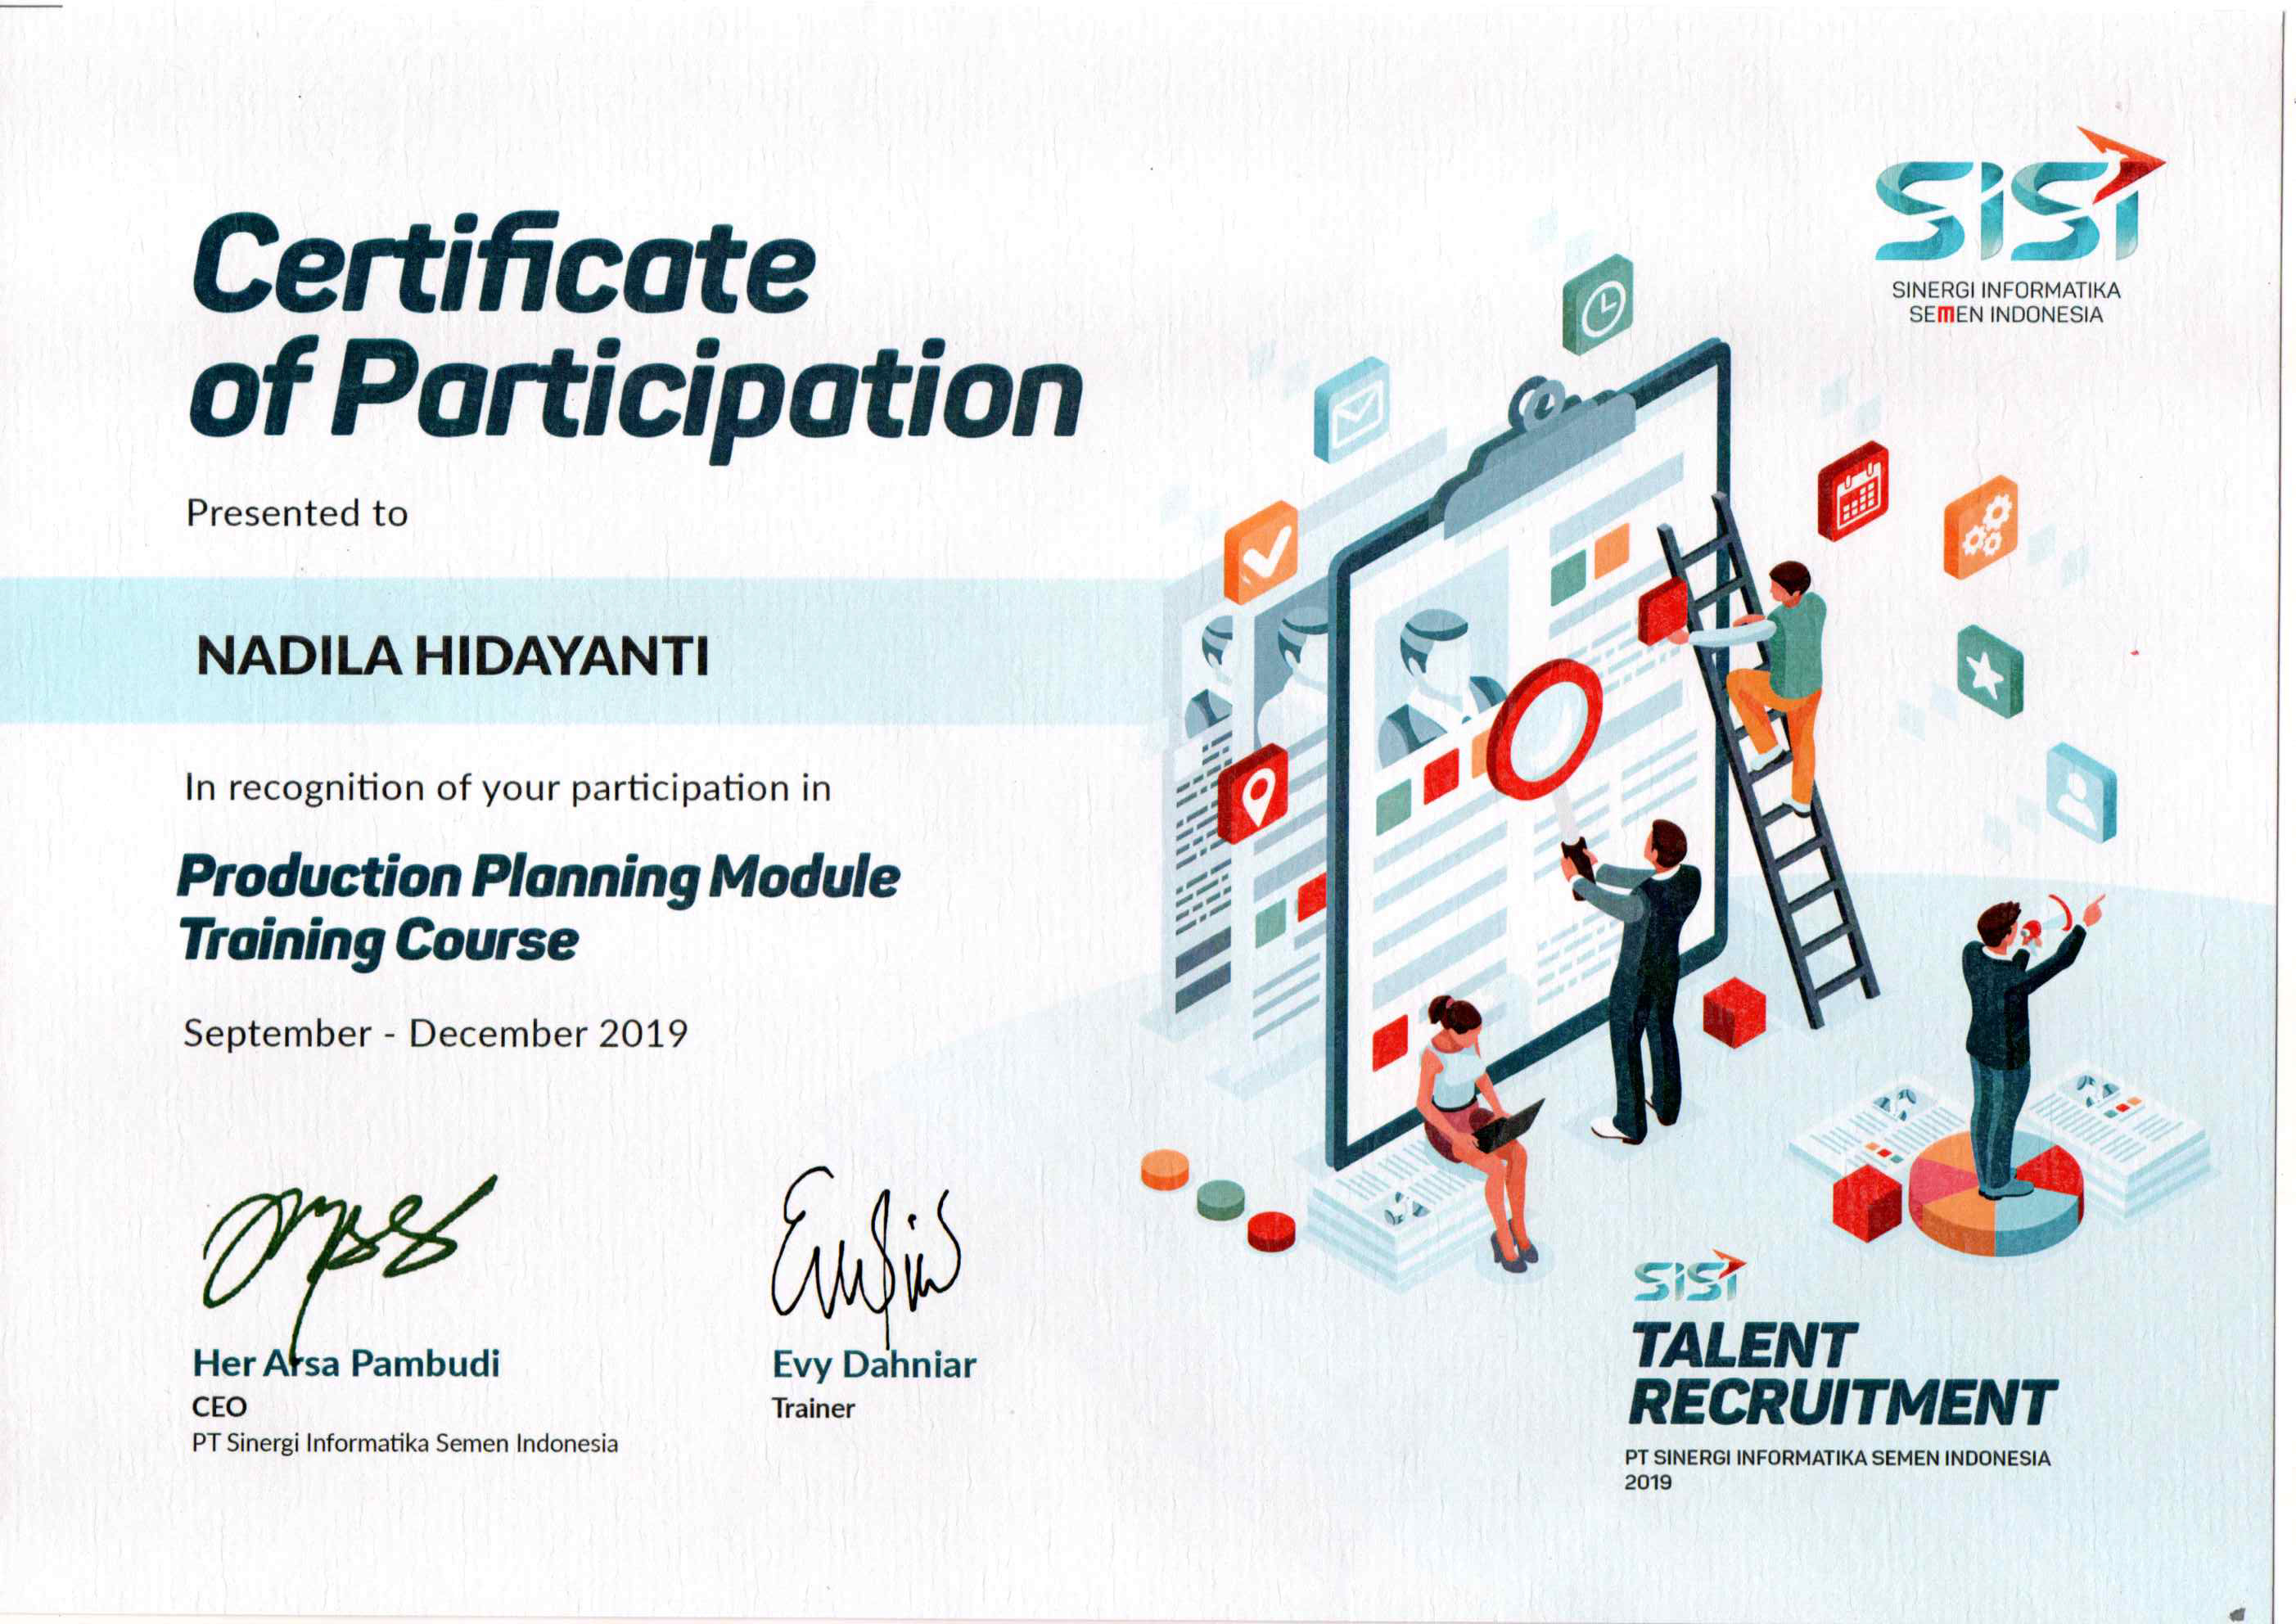 SISI
SINERGI INFORMATIKA
SEMEN INDONESIA
Certificate
of Participation
Presented to
NADILA HIDAYANTI
In recognition of your participation in
Production Planning Module
Training Course
September - December 2019
Her Arsa Pambudi
CEO
PT Sinergi Informatika Semen Indonesia
Evy Dahniar
Trainer
SISI
TALENT
RECRUITMENT
PT SINERGI INFORMATIKA SEMEN INDONESIA
2019